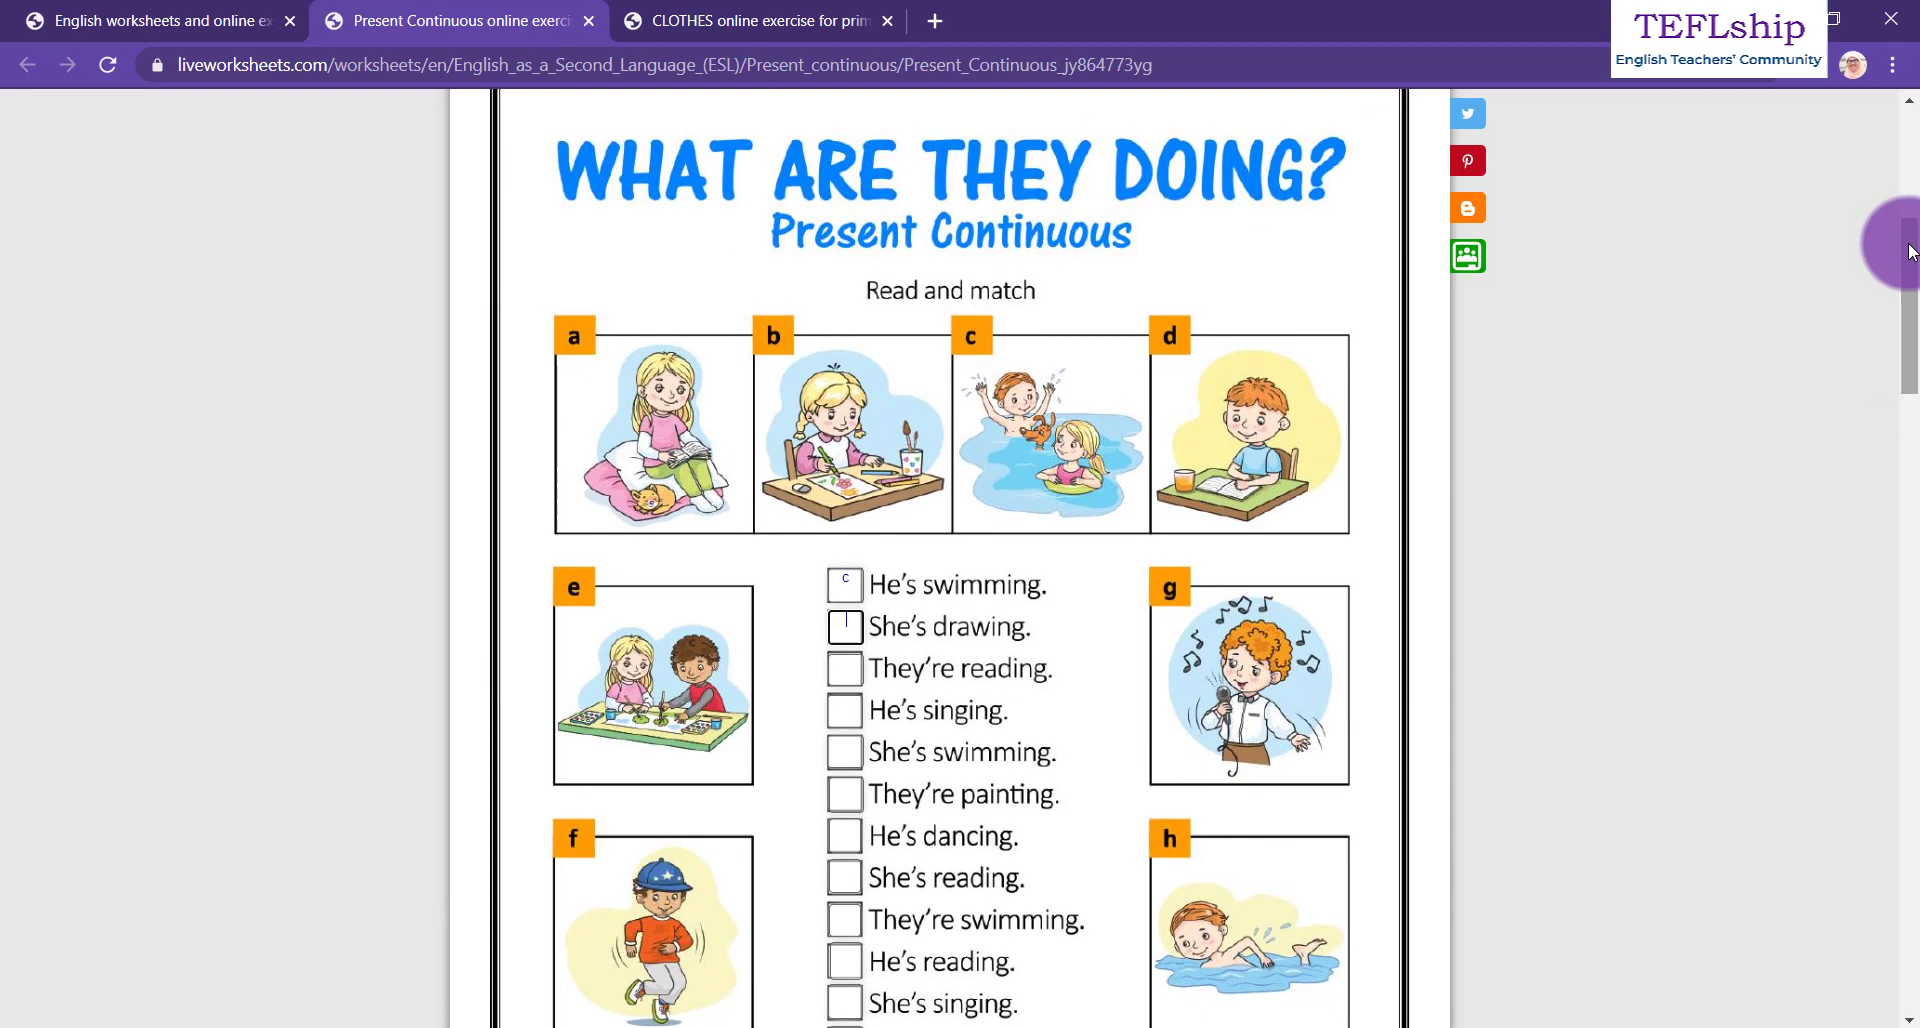 English worksheets and online ex
Present Continuous online exerci
CLOTHES online exercise for prim
TEFLship
English Teachers' Community
liveworksheets.com/worksheets/en/English_as_a_Second_Language_(ESL)/Present_continuous/Present_Continuous_jy864773yg
WHAT ARE THEY DOING?
Present Continuous
Read and match
a
b
c
d
e
c He's swimming.
She's drawing.
They're reading.
He's singing.
She's swimming.
They're painting.
He's dancing.
She's reading.
They're swimming.
He's reading.
She's singing.
g
f
h